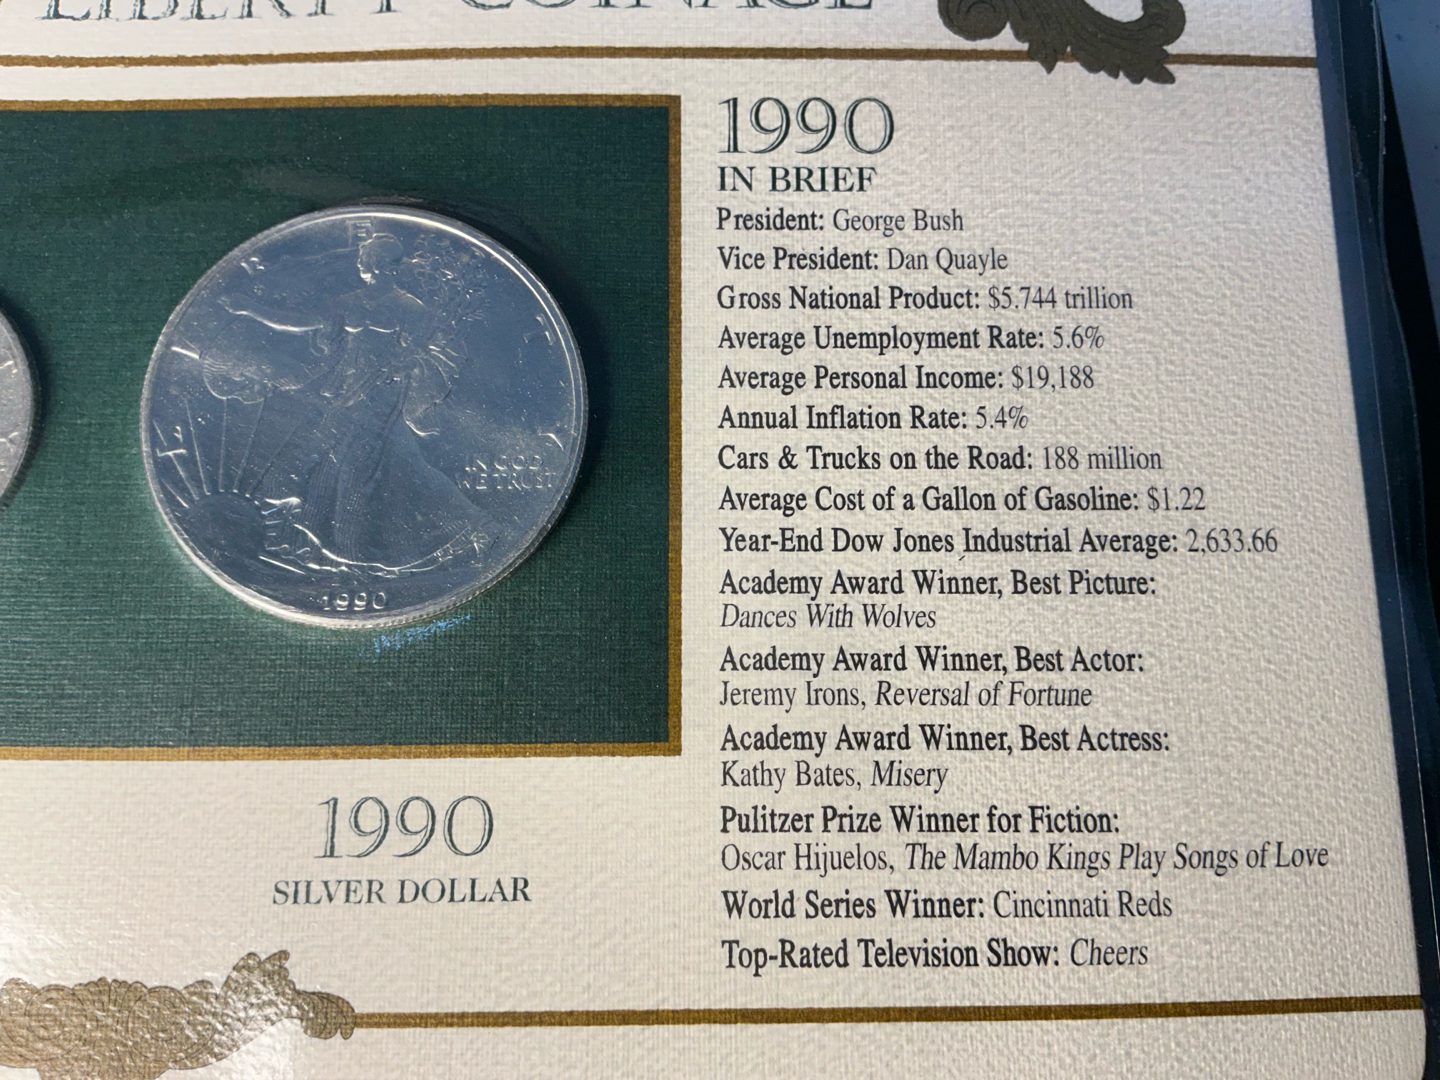 LIBERTY COINAGE
LIBERTY
IN GOD
WE TRUST
1990
1990
SILVER DOLLAR
1990
IN BRIEF
President: George Bush
Vice President: Dan Quayle
Gross National Product: $5.744 trillion
Average Unemployment Rate: 5.6%
Average Personal Income: $19,188
Annual Inflation Rate: 5.4%
Cars & Trucks on the Road: 188 million
Average Cost of a Gallon of Gasoline: $1.22
Year-End Dow Jones Industrial Average: 2,633.66
Academy Award Winner, Best Picture:
Dances With Wolves
Academy Award Winner, Best Actor:
Jeremy Irons, Reversal of Fortune
Academy Award Winner, Best Actress:
Kathy Bates, Misery
Pulitzer Prize Winner for Fiction:
Oscar Hijuelos, The Mambo Kings Play Songs of Love
World Series Winner: Cincinnati Reds
Top-Rated Television Show: Cheers